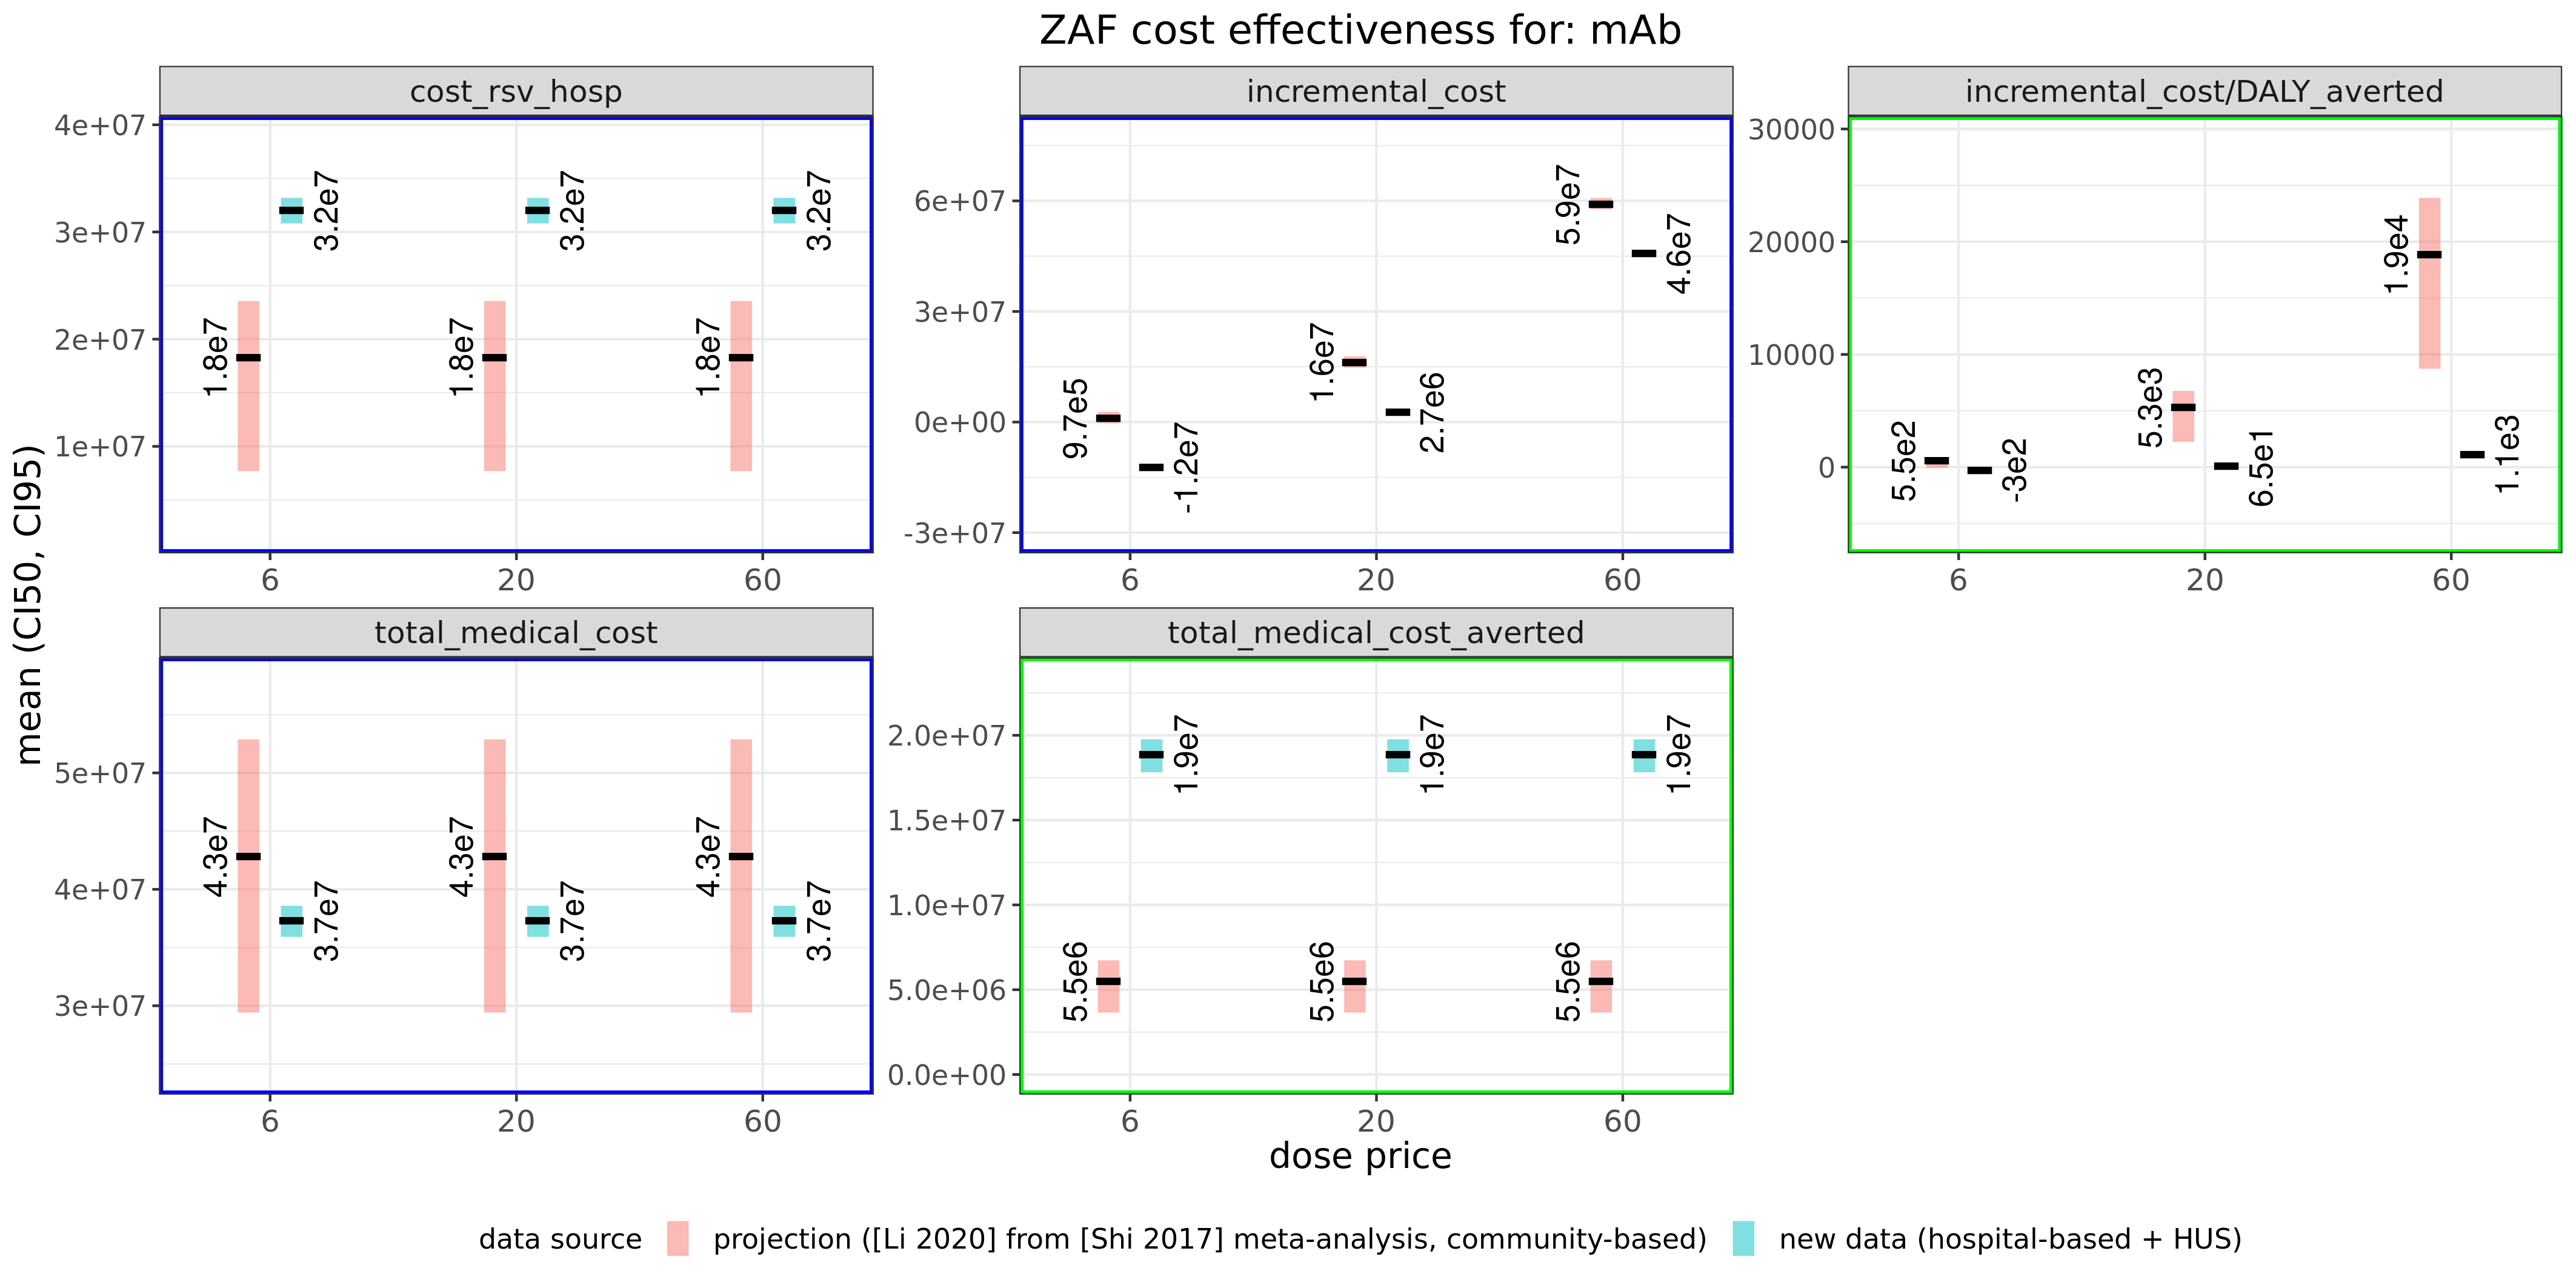 ZAF cost effectiveness for: mAb
mean (CI50, CI95)
cost_rsv_hosp
4e+07
3e+07
2e+07
1e+07
1.8e7
3.2e7
1.8e7
3.2e7
1.8e7
3.2e7
6
20
60
incremental_cost
6e+07
3e+07
0e+00
-3e+07
9.7e5
-1.2e7
1.6e7
2.7e6
5.9e7
4.6e7
6
20
60
incremental_cost/DALY_averted
30000
20000
10000
0
5.5e2
-3e2
5.3e3
6.5e1
1.9e4
1.1e3
6
20
60
total_medical_cost
5e+07
4e+07
3e+07
4.3e7
3.7e7
4.3e7
3.7e7
4.3e7
3.7e7
6
20
60
total_medical_cost_averted
2.0e+07
1.5e+07
1.0e+07
5.0e+06
0.0e+00
5.5e6
1.9e7
5.5e6
1.9e7
5.5e6
1.9e7
6
20
60
dose price
data source
projection ([Li 2020] from [Shi 2017] meta-analysis, community-based)
new data (hospital-based + HUS)